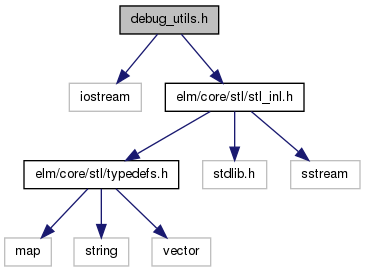 debug_utils.h
iostream
elm/core/stl/stl_inl.h
elm/core/stl/typedefs.h
stdlib.h
sstream
map
string
vector